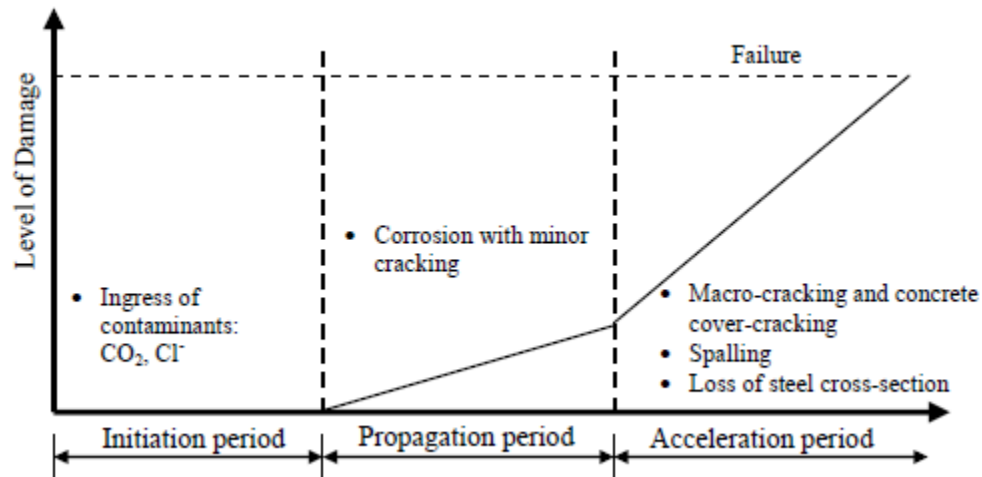 Failure
Level of Damage
• Corrosion with minor
cracking
• Ingress of
contaminants:
CO₂, Cl⁻
• Macro-cracking and concrete
cover-cracking
• Spalling
• Loss of steel cross-section
Initiation period
Propagation period
Acceleration period